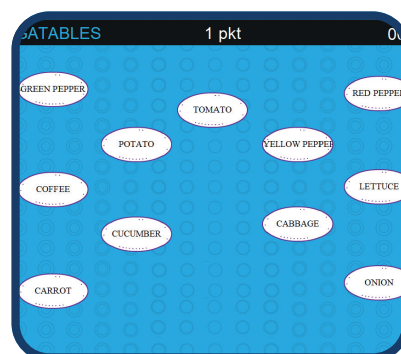 GATABLES 1 pkt
GREEN PEPPER
RED PEPPER
TOMATO
POTATO
YELLOW PEPPER
COFFEE
LETTUCE
CUCUMBER
CABBAGE
CARROT
ONION